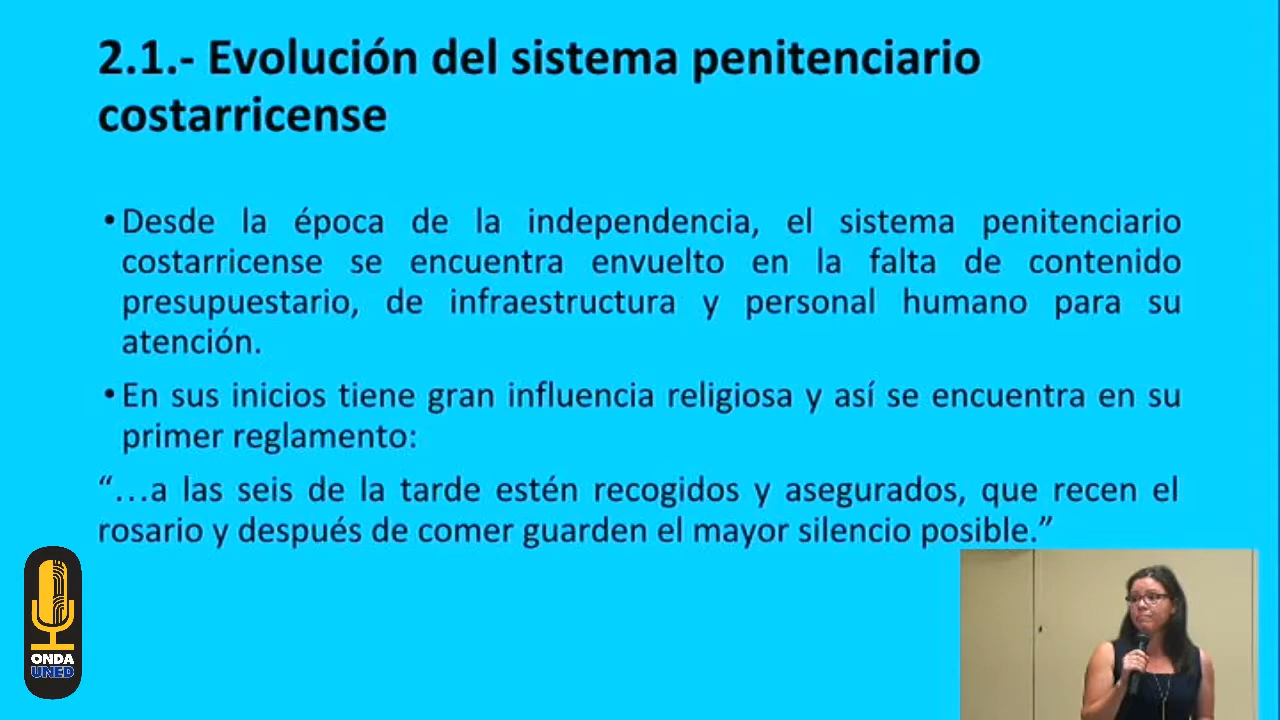 2.1.- Evolución del sistema penitenciario
costarricense
•Desde la época de la independencia, el sistema penitenciario
costarricense se encuentra envuelto en la falta de contenido
presupuestario, de infraestructura y personal humano para su
atención.
•En sus inicios tiene gran influencia religiosa y así se encuentra en su
primer reglamento:
“…a las seis de la tarde estén recogidos y asegurados, que recen el
rosario y después de comer guarden el mayor silencio posible.”
ONDA
UNED